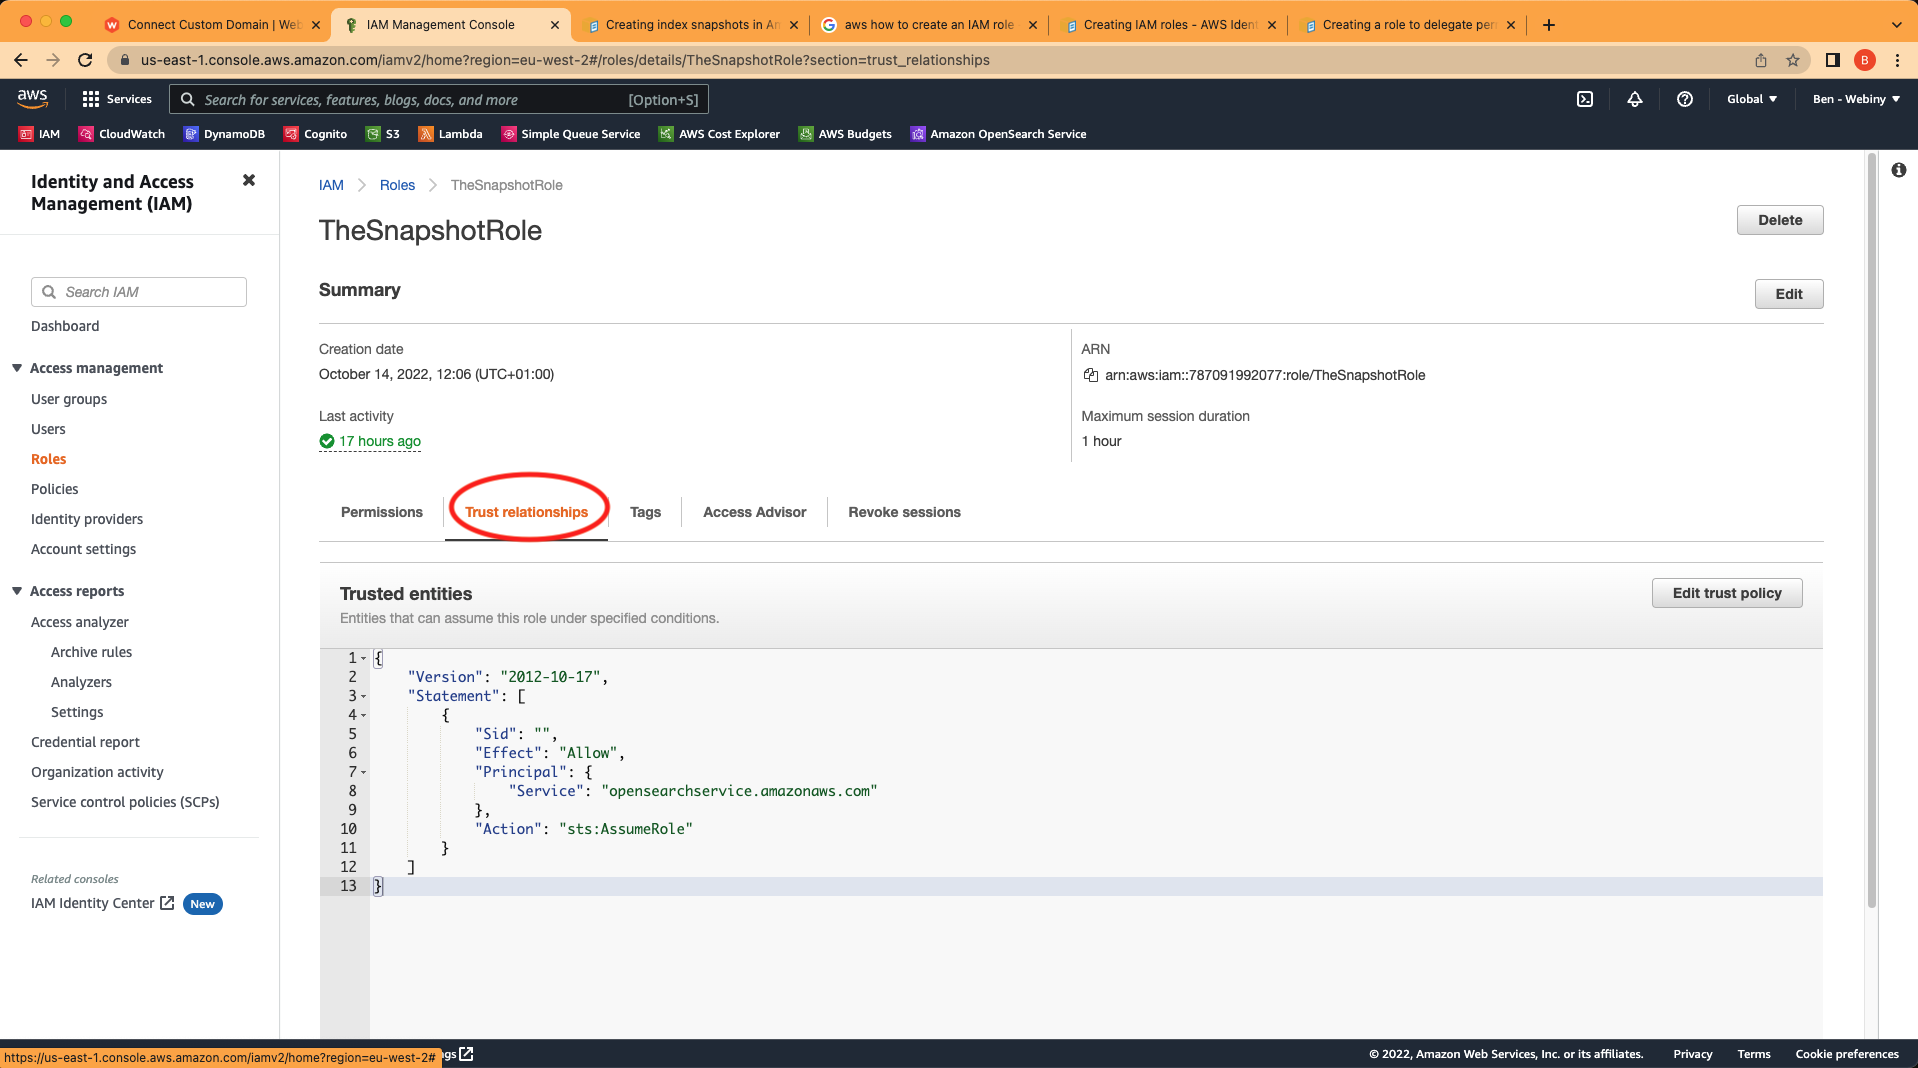 Connect Custom Domain | Web
IAM Management Console
Creating index snapshots in Am
aws how to create an IAM role
Creating IAM roles - AWS Ident
Creating a role to delegate perm
us-east-1.console.aws.amazon.com/iamv2/home?region=eu-west-2#/roles/details/TheSnapshotRole?section=trust_relationships
B
aws
Services
Search for services, features, blogs, docs, and more
[Option+S]
Global
Ben - Webiny
IAM
CloudWatch
DynamoDB
Cognito
S3
Lambda
Simple Queue Service
AWS Cost Explorer
AWS Budgets
Amazon OpenSearch Service
Identity and Access
Management (IAM)
Search IAM
Dashboard
Access management
User groups
Users
Roles
Policies
Identity providers
Account settings
Access reports
Access analyzer
Archive rules
Analyzers
Settings
Credential report
Organization activity
Service control policies (SCPs)
Related consoles
IAM Identity Center
New
IAM
Roles
TheSnapshotRole
TheSnapshotRole
Delete
Summary
Edit
Creation date
October 14, 2022, 12:06 (UTC+01:00)
ARN
arn:aws:iam::787091992077:role/TheSnapshotRole
Last activity
17 hours ago
Maximum session duration
1 hour
Permissions
Trust relationships
Tags
Access Advisor
Revoke sessions
Trusted entities
Edit trust policy
Entities that can assume this role under specified conditions.
1 {
2 "Version": "2012-10-17",
3 "Statement": [
4 {
5 "Sid": "",
6 "Effect": "Allow",
7 "Principal": {
8 "Service": "opensearchservice.amazonaws.com"
9 },
10 "Action": "sts:AssumeRole"
11 }
12 ]
13 }
https://us-east-1.console.aws.amazon.com/iamv2/home?region=eu-west-2#
gs
© 2022, Amazon Web Services, Inc. or its affiliates.
Privacy
Terms
Cookie preferences